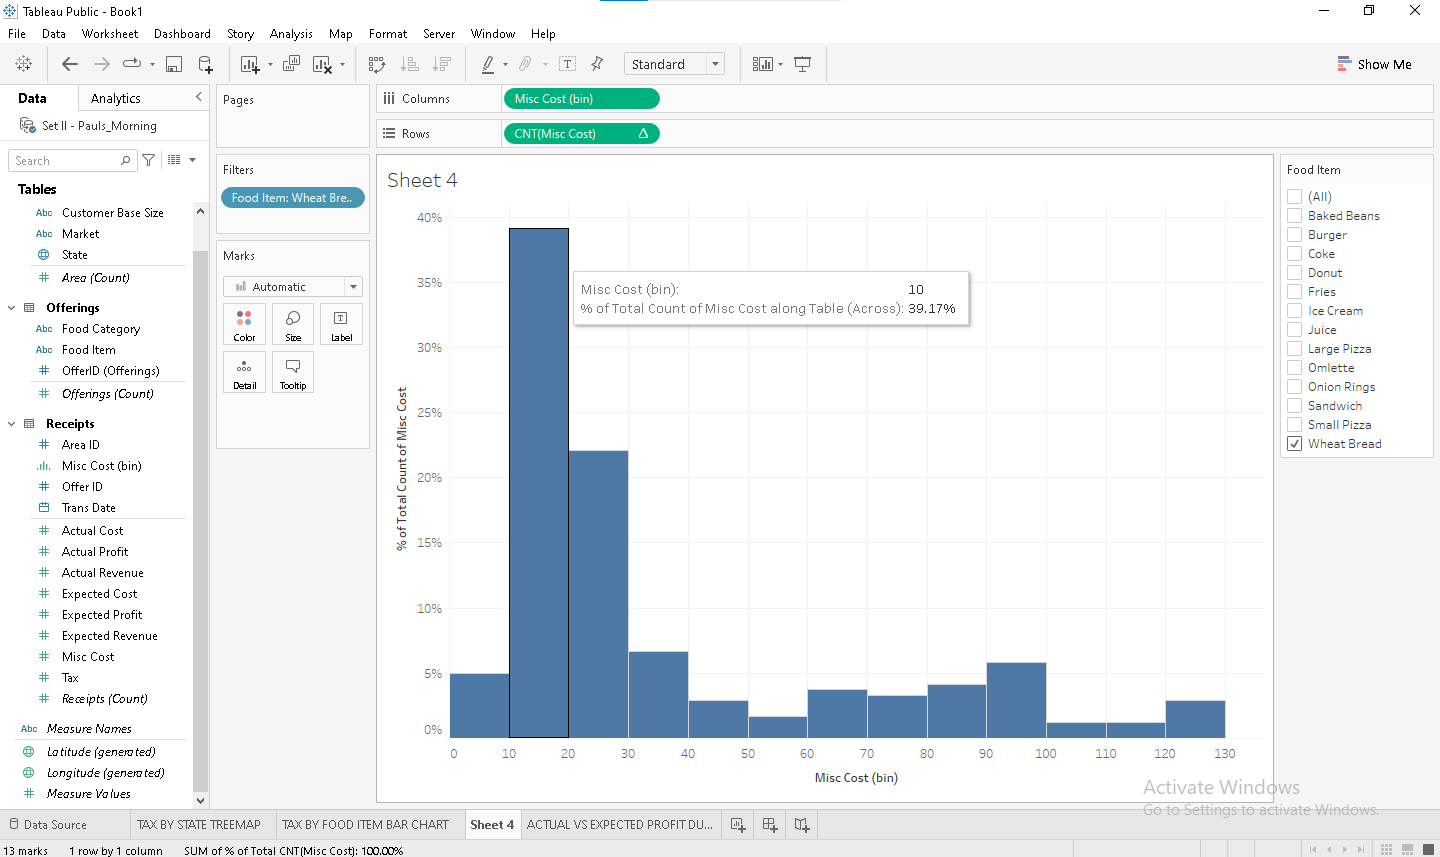 Tableau Public - Book1
File Data Worksheet Dashboard Story Analysis Map Format Server Window Help
Standard
Show Me
Data Analytics
Set II - Pauls_Morning
Search
Tables
Abc Customer Base Size
Abc Market
State
Area (Count)
Offerings
Abc Food Category
Abc Food Item
OfferID (Offerings)
Offerings (Count)
Receipts
Area ID
Misc Cost (bin)
Offer ID
Trans Date
Actual Cost
Actual Profit
Actual Revenue
Expected Cost
Expected Profit
Expected Revenue
Misc Cost
Tax
Receipts (Count)
Abc Measure Names
Latitude (generated)
Longitude (generated)
Measure Values
Pages
Filters
Food Item: Wheat Bre..
Marks
Automatic
Color Size Label
Detail Tooltip
Columns Misc Cost (bin)
Rows CNT(Misc Cost) Δ
Sheet 4
40%
35%
30%
25%
20%
15%
10%
5%
0%
% of Total Count of Misc Cost
Misc Cost (bin): 10
% of Total Count of Misc Cost along Table (Across): 39.17%
0 10 20 30 40 50 60 70 80 90 100 110 120 130
Misc Cost (bin)
Food Item
(All)
Baked Beans
Burger
Coke
Donut
Fries
Ice Cream
Juice
Large Pizza
Omlette
Onion Rings
Sandwich
Small Pizza
Wheat Bread
Activate Windows
Go to Settings to activate Windows.
Data Source TAX BY STATE TREEMAP TAX BY FOOD ITEM BAR CHART Sheet 4 ACTUAL VS EXPECTED PROFIT DU...
13 marks 1 row by 1 column SUM of % of Total CNT(Misc Cost): 100.00%